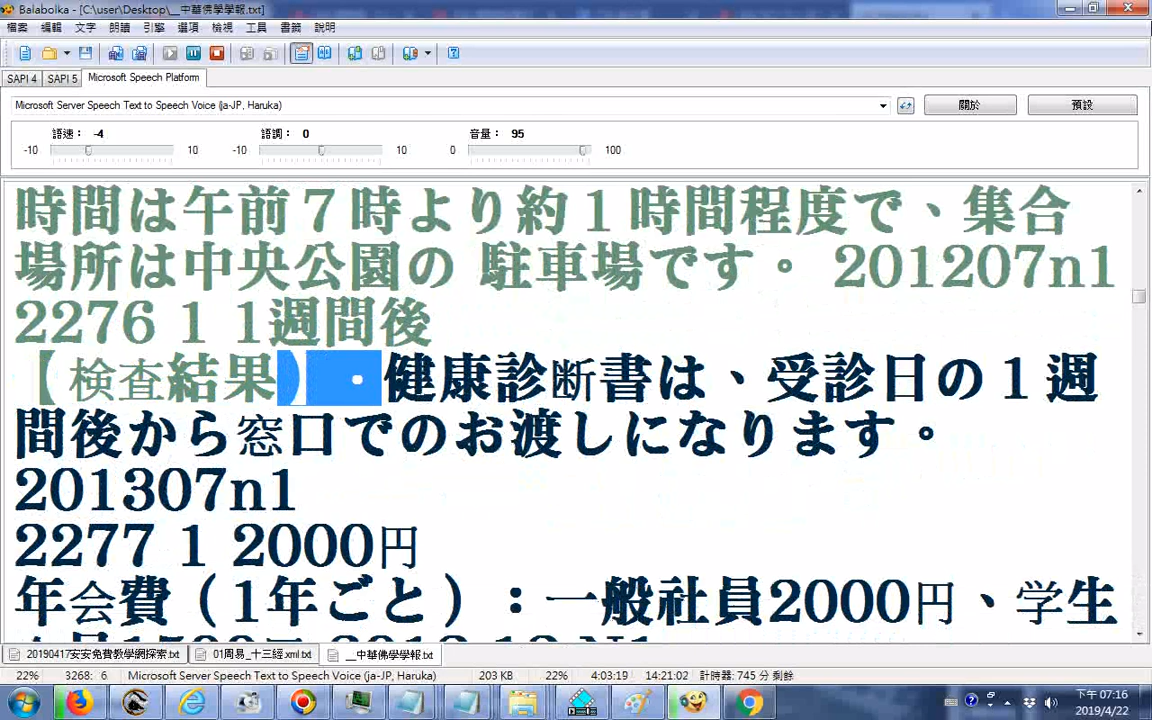 Balabolka - [C:\user\Desktop\__中華佛學學報.txt]
檔案 編輯 文字 朗讀 引擎 選項 檢視 工具 書籤 說明
SAPI 4 SAPI 5 Microsoft Speech Platform
Microsoft Server Speech Text to Speech Voice (ja-JP, Haruka) 關於 預設
語速： -4 語調： 0 音量： 95
-10 10 -10 10 0 100
時間は午前７時より約１時間程度で、集合
場所は中央公園の 駐車場です。 201207n1
2276 1 1週間後
【検査結果】・健康診断書は、受診日の１週
間後から窓口でのお渡しになります。
201307n1
2277 1 2000円
年会費（1年ごと）：一般社員2000円、学生
20190417安安免費教學網探索.txt 01周易_十三經.xml.txt __中華佛學學報.txt
22% 3268: 6 Microsoft Server Speech Text to Speech Voice (ja-JP, Haruka) 203 KB 22% 4:03:19 14:21:02 計時器: 745 分 剩餘
下午 07:16
2019/4/22